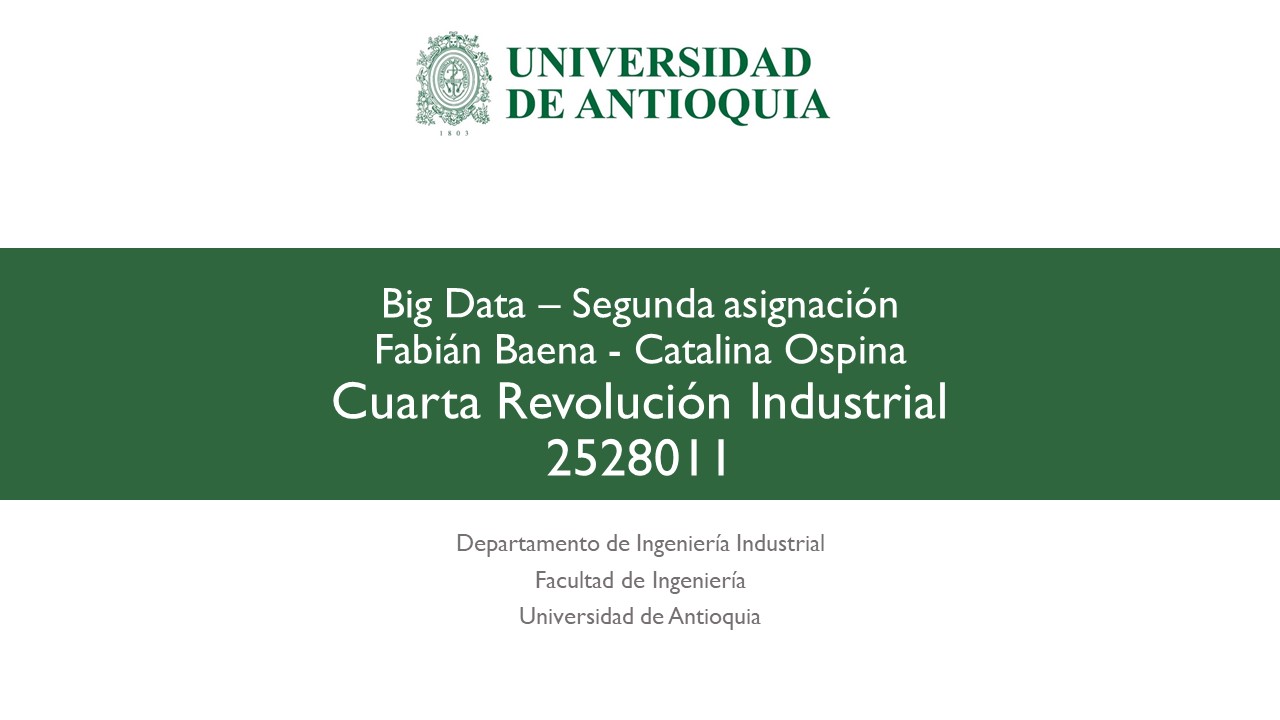 UNIVERSIDAD
DE ANTIOQUIA
1803
Big Data – Segunda asignación
Fabián Baena - Catalina Ospina
Cuarta Revolución Industrial
2528011
Departamento de Ingeniería Industrial
Facultad de Ingeniería
Universidad de Antioquia